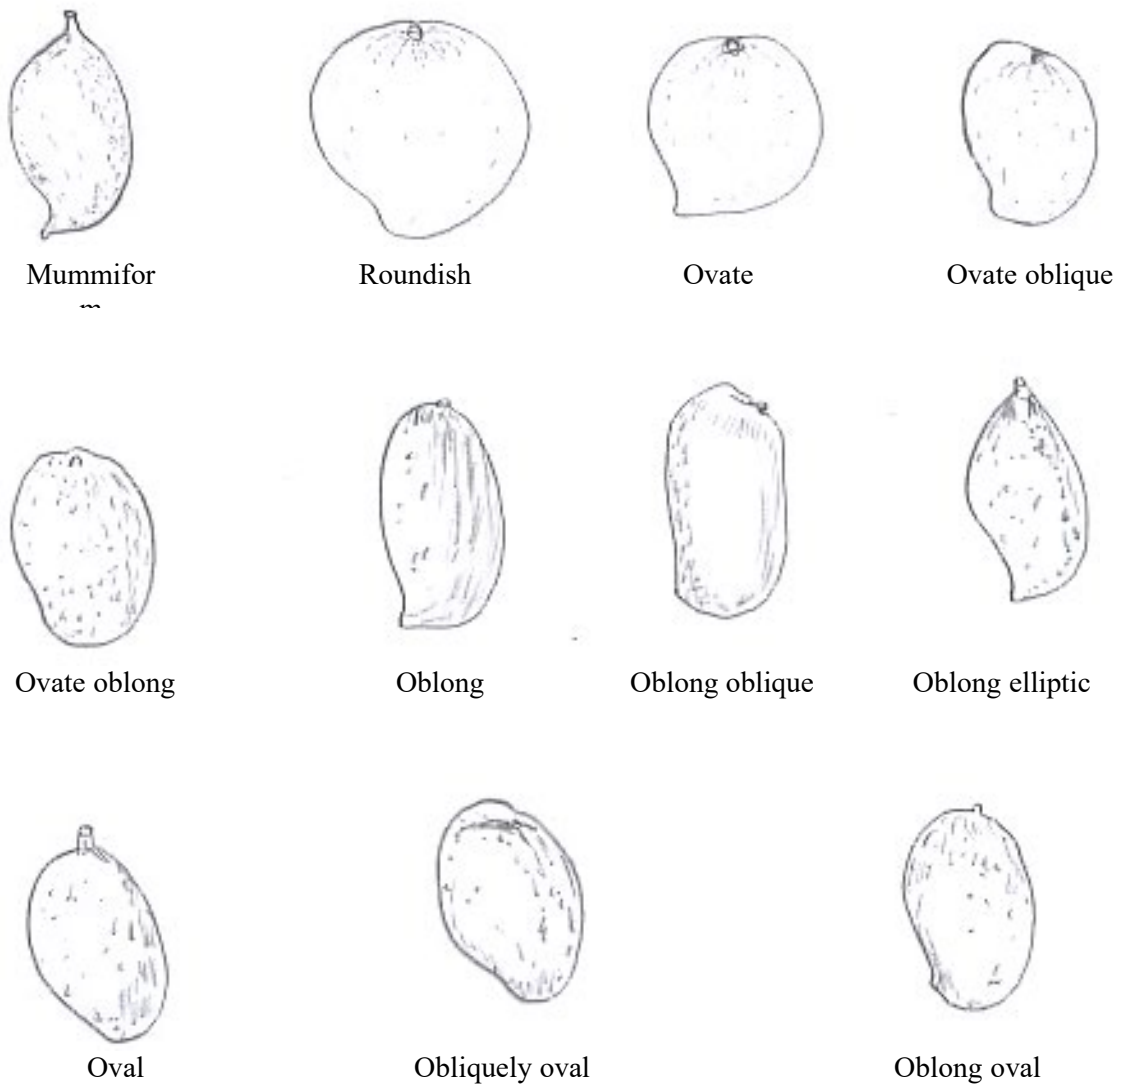 Mummifor
m
Roundish
Ovate
Ovate oblique
Ovate oblong
Oblong
Oblong oblique
Oblong elliptic
Oval
Obliquely oval
Oblong oval